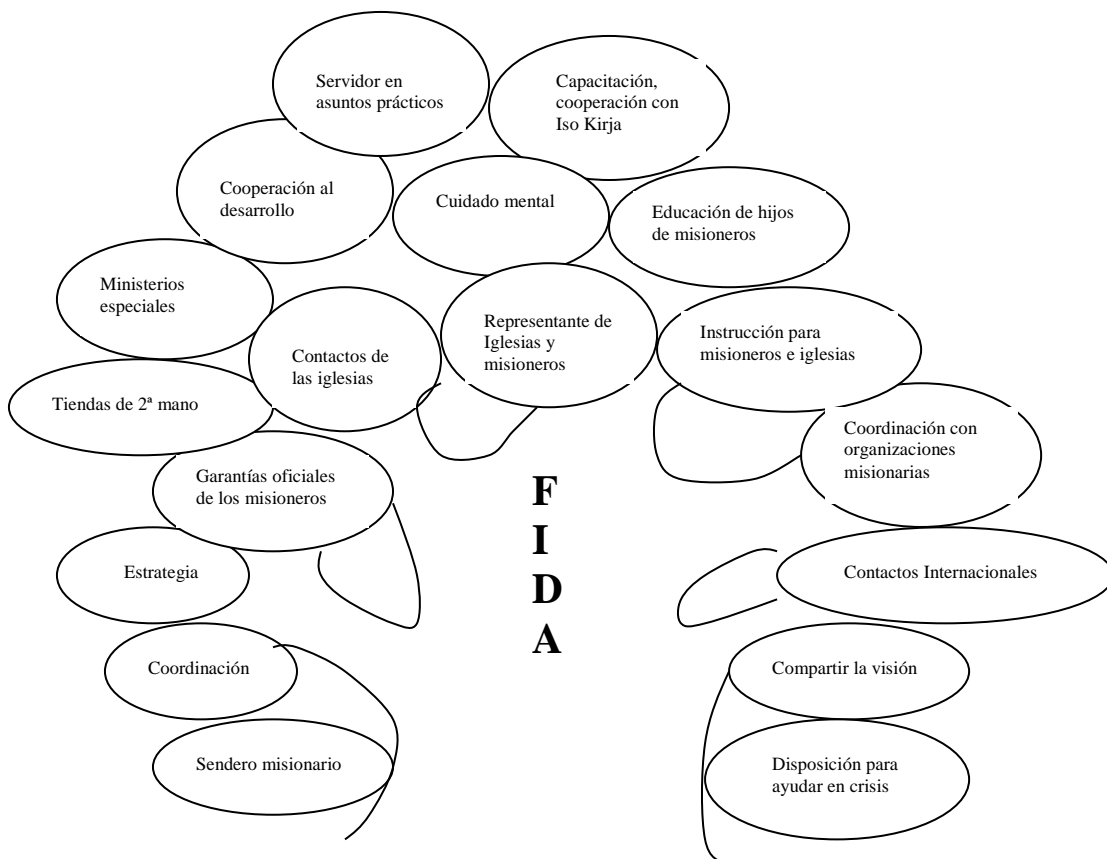 Servidor en
asuntos prácticos
Capacitación,
cooperación con
Iso Kirja
Cooperación al
desarrollo
Cuidado mental
Educación de hijos
de misioneros
Ministerios
especiales
Contactos de
las iglesias
Representante de
Iglesias y
misioneros
Instrucción para
misioneros e iglesias
Tiendas de 2ª mano
Coordinación con
organizaciones
misionarias
Garantías oficiales
de los misioneros
F
I
D
A
Estrategia
Contactos Internacionales
Coordinación
Compartir la visión
Sendero misionario
Disposición para
ayudar en crisis